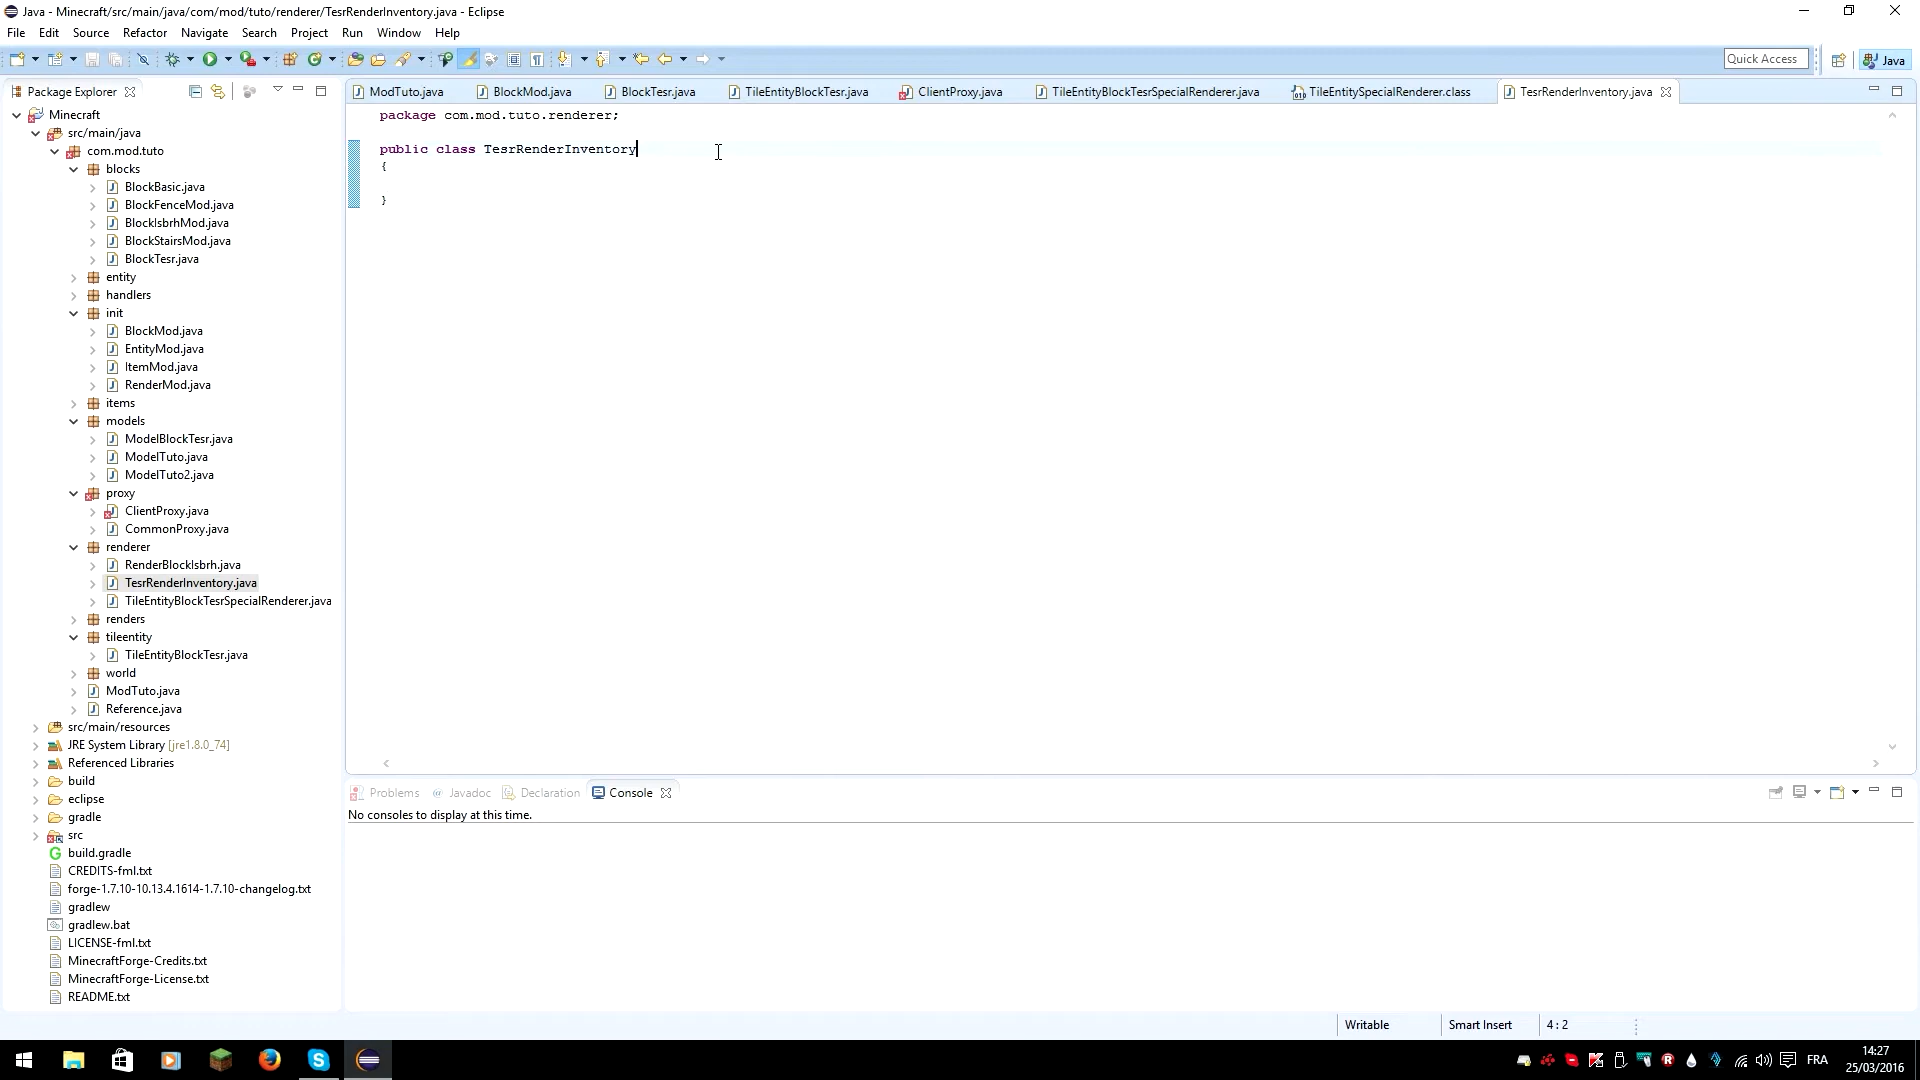 Java - Minecraft/src/main/java/com/mod/tuto/renderer/TesrRenderInventory.java - Eclipse
File Edit Source Refactor Navigate Search Project Run Window Help
Quick Access
Java
Package Explorer
ModTuto.java BlockMod.java BlockTesr.java TileEntityBlockTesr.java ClientProxy.java TileEntityBlockTesrSpecialRenderer.java TileEntitySpecialRenderer.class TesrRenderInventory.java
Minecraft
src/main/java
com.mod.tuto
blocks
BlockBasic.java
BlockFenceMod.java
BlockIsbrhMod.java
BlockStairsMod.java
BlockTesr.java
entity
handlers
init
BlockMod.java
EntityMod.java
ItemMod.java
RenderMod.java
items
models
ModelBlockTesr.java
ModelTuto.java
ModelTuto2.java
proxy
ClientProxy.java
CommonProxy.java
renderer
RenderBlockIsbrh.java
TesrRenderInventory.java
TileEntityBlockTesrSpecialRenderer.java
renders
tileentity
TileEntityBlockTesr.java
world
ModTuto.java
Reference.java
src/main/resources
JRE System Library [jre1.8.0_74]
Referenced Libraries
build
eclipse
gradle
src
build.gradle
CREDITS-fml.txt
forge-1.7.10-10.13.4.1614-1.7.10-changelog.txt
gradlew
gradlew.bat
LICENSE-fml.txt
MinecraftForge-Credits.txt
MinecraftForge-License.txt
README.txt
package com.mod.tuto.renderer;
public class TesrRenderInventory
{
}
Problems Javadoc Declaration Console
No consoles to display at this time.
Writable Smart Insert 4 : 2
FRA
14:27
25/03/2016